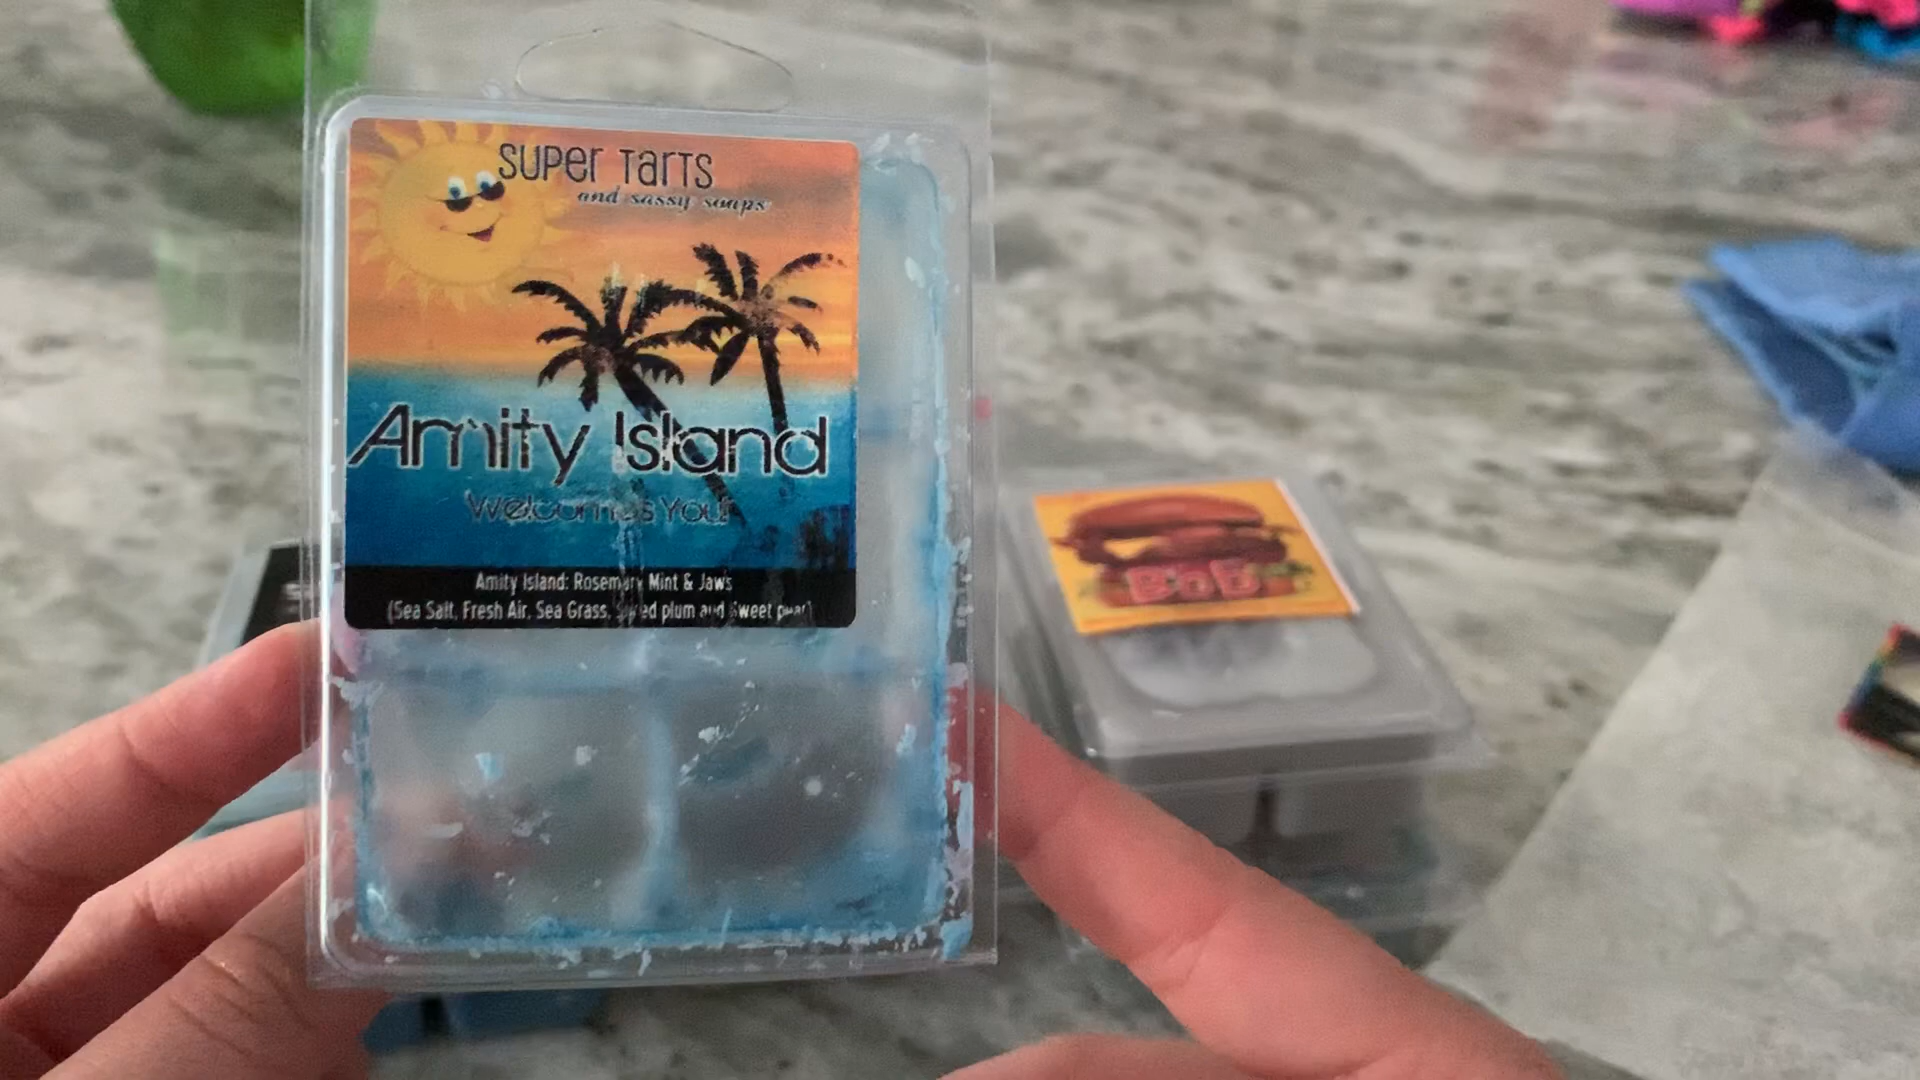 SUPER TARTS
and sassy soaps
Amity Island
Welcomes You
Amity Island: Rosemary Mint & Jaws
(Sea Salt, Fresh Air, Sea Grass, plum and Sweet pear)
BOB